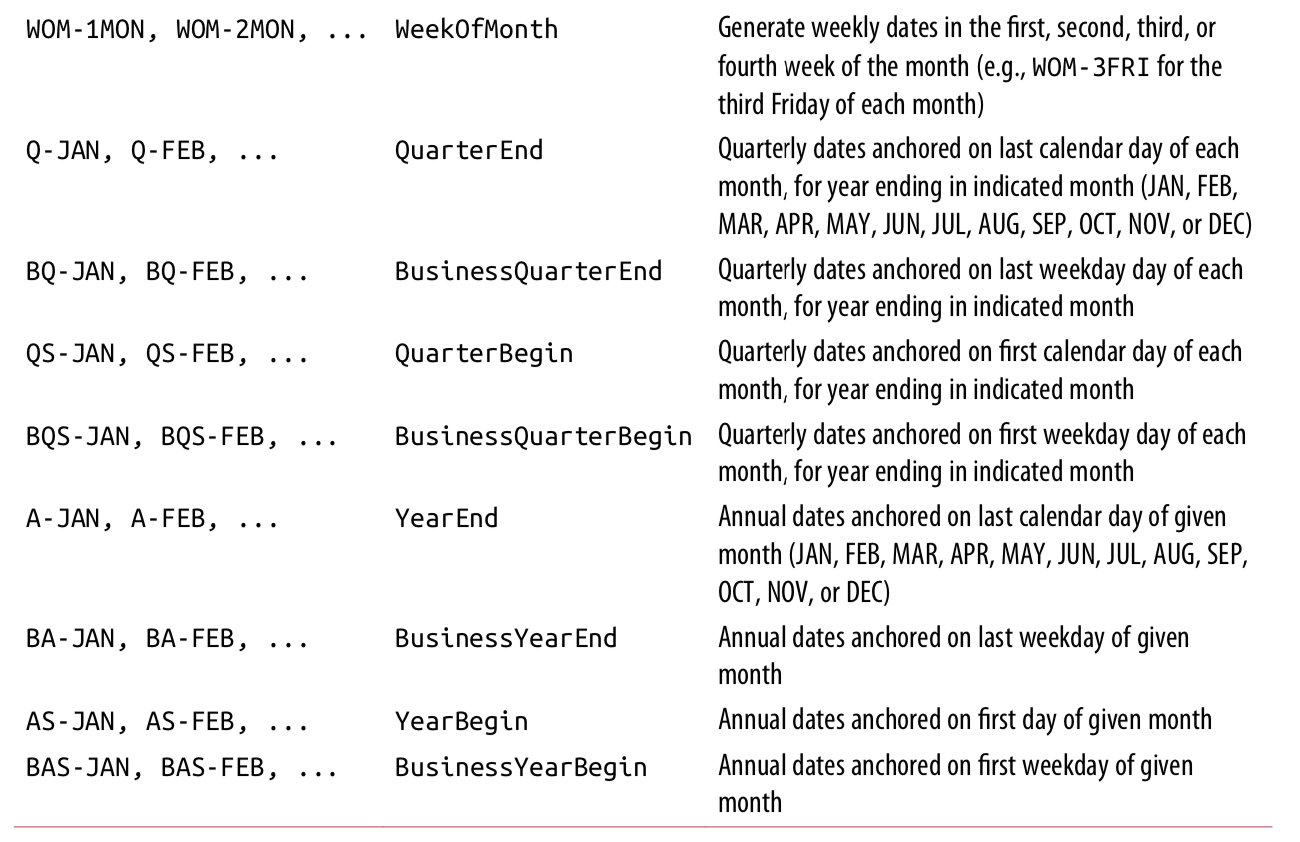 WOM-1MON, WOM-2MON, ... WeekOfMonth Generate weekly dates in the first, second, third, or
fourth week of the month (e.g., WOM-3FRI for the
third Friday of each month)
Q-JAN, Q-FEB, ... QuarterEnd Quarterly dates anchored on last calendar day of each
month, for year ending in indicated month (JAN, FEB,
MAR, APR, MAY, JUN, JUL, AUG, SEP, OCT, NOV, or DEC)
BQ-JAN, BQ-FEB, ... BusinessQuarterEnd Quarterly dates anchored on last weekday day of each
month, for year ending in indicated month
QS-JAN, QS-FEB, ... QuarterBegin Quarterly dates anchored on first calendar day of each
month, for year ending in indicated month
BQS-JAN, BQS-FEB, ... BusinessQuarterBegin Quarterly dates anchored on first weekday day of each
month, for year ending in indicated month
A-JAN, A-FEB, ... YearEnd Annual dates anchored on last calendar day of given
month (JAN, FEB, MAR, APR, MAY, JUN, JUL, AUG, SEP,
OCT, NOV, or DEC)
BA-JAN, BA-FEB, ... BusinessYearEnd Annual dates anchored on last weekday of given
month
AS-JAN, AS-FEB, ... YearBegin Annual dates anchored on first day of given month
BAS-JAN, BAS-FEB, ... BusinessYearBegin Annual dates anchored on first weekday of given
month